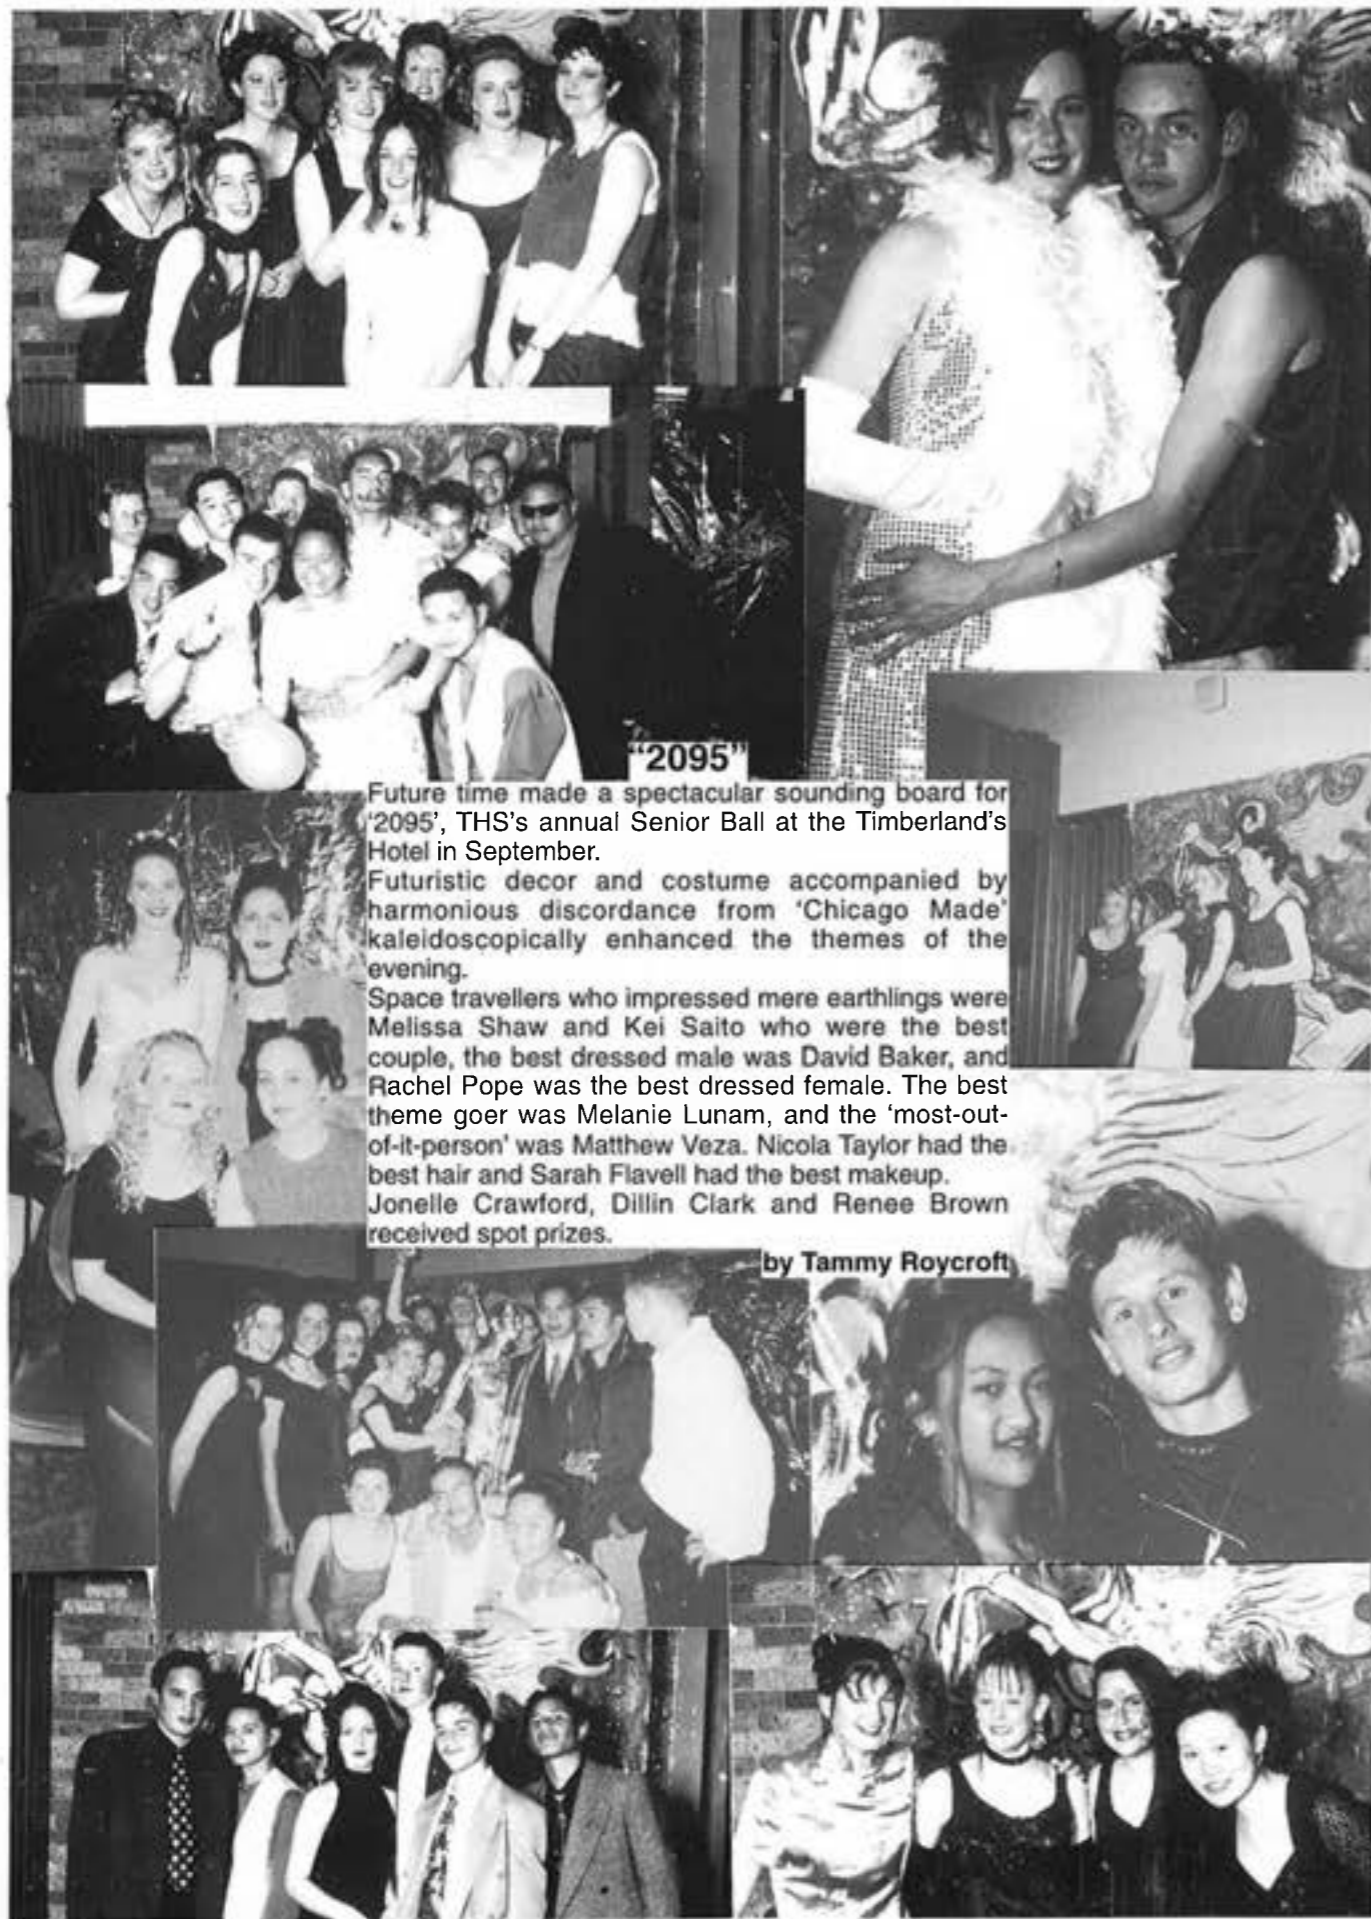 “2095”
Future time made a spectacular sounding board for
‘2095’, THS's annual Senior Ball at the Timberland's
Hotel in September.
Futuristic decor and costume accompanied by
harmonious discordance from ‘Chicago Made’
kaleidoscopically enhanced the themes of the
evening.
Space travellers who impressed mere earthlings were
Melissa Shaw and Kei Saito who were the best
couple, the best dressed male was David Baker, and
Rachel Pope was the best dressed female. The best
theme goer was Melanie Lunam, and the ‘most-out-
of-it-person’ was Matthew Veza. Nicola Taylor had the
best hair and Sarah Flavell had the best makeup.
Jonelle Crawford, Dillin Clark and Renee Brown
received spot prizes.
by Tammy Roycroft